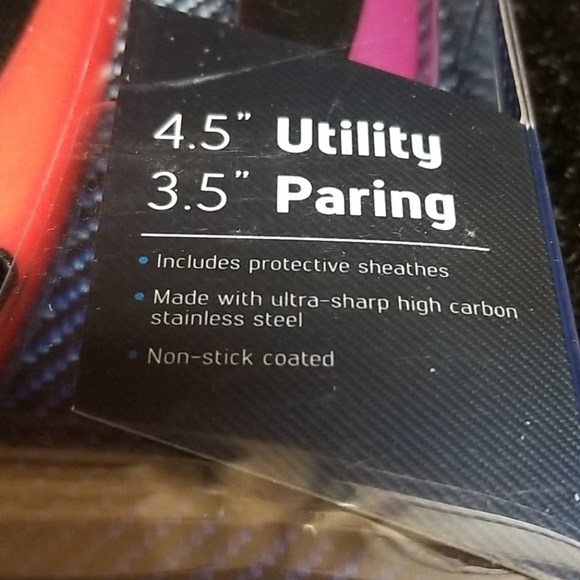 4.5" Utility
3.5" Paring
• Includes protective sheathes
• Made with ultra-sharp high carbon
stainless steel
• Non-stick coated